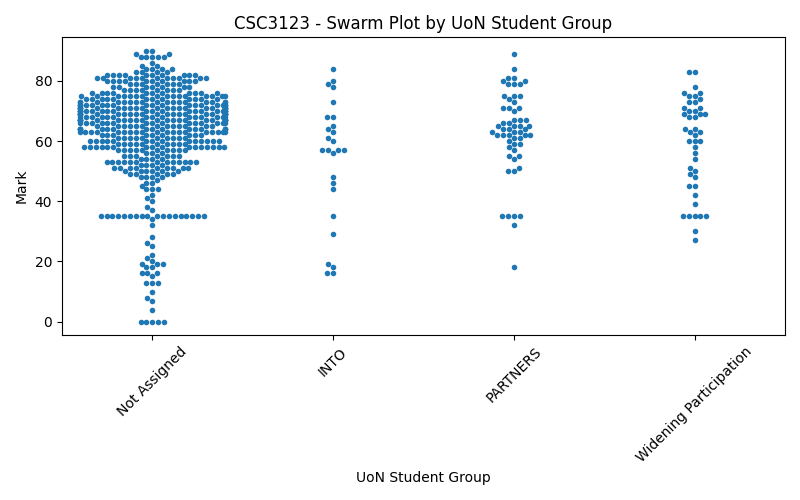 CSC3123 - Swarm Plot by UoN Student Group
Mark
80
60
40
20
0
Not Assigned
INTO
PARTNERS
Widening Participation
UoN Student Group